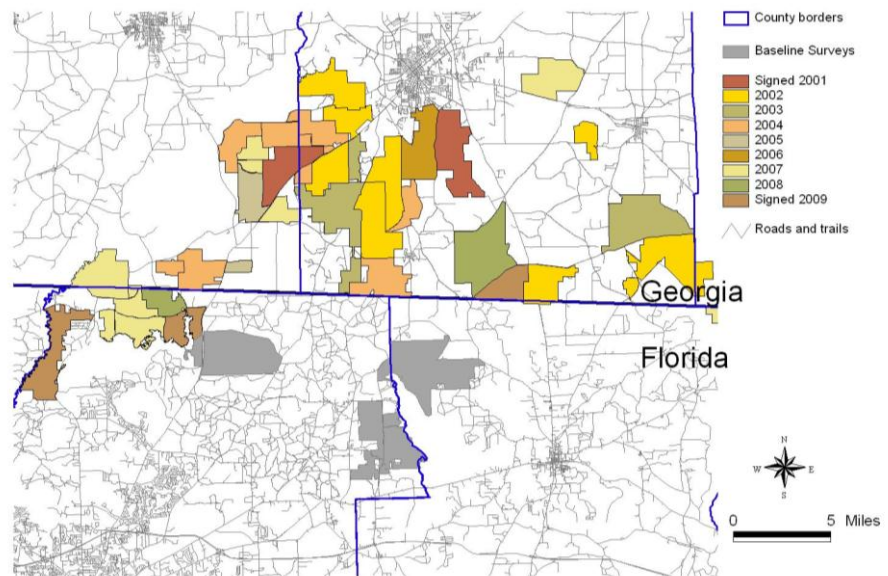 County borders
Baseline Surveys
Signed 2001
2002
2003
2004
2005
2006
2007
2008
Signed 2009
Roads and trails
Georgia
Florida
N
W E
S
0 5 Miles